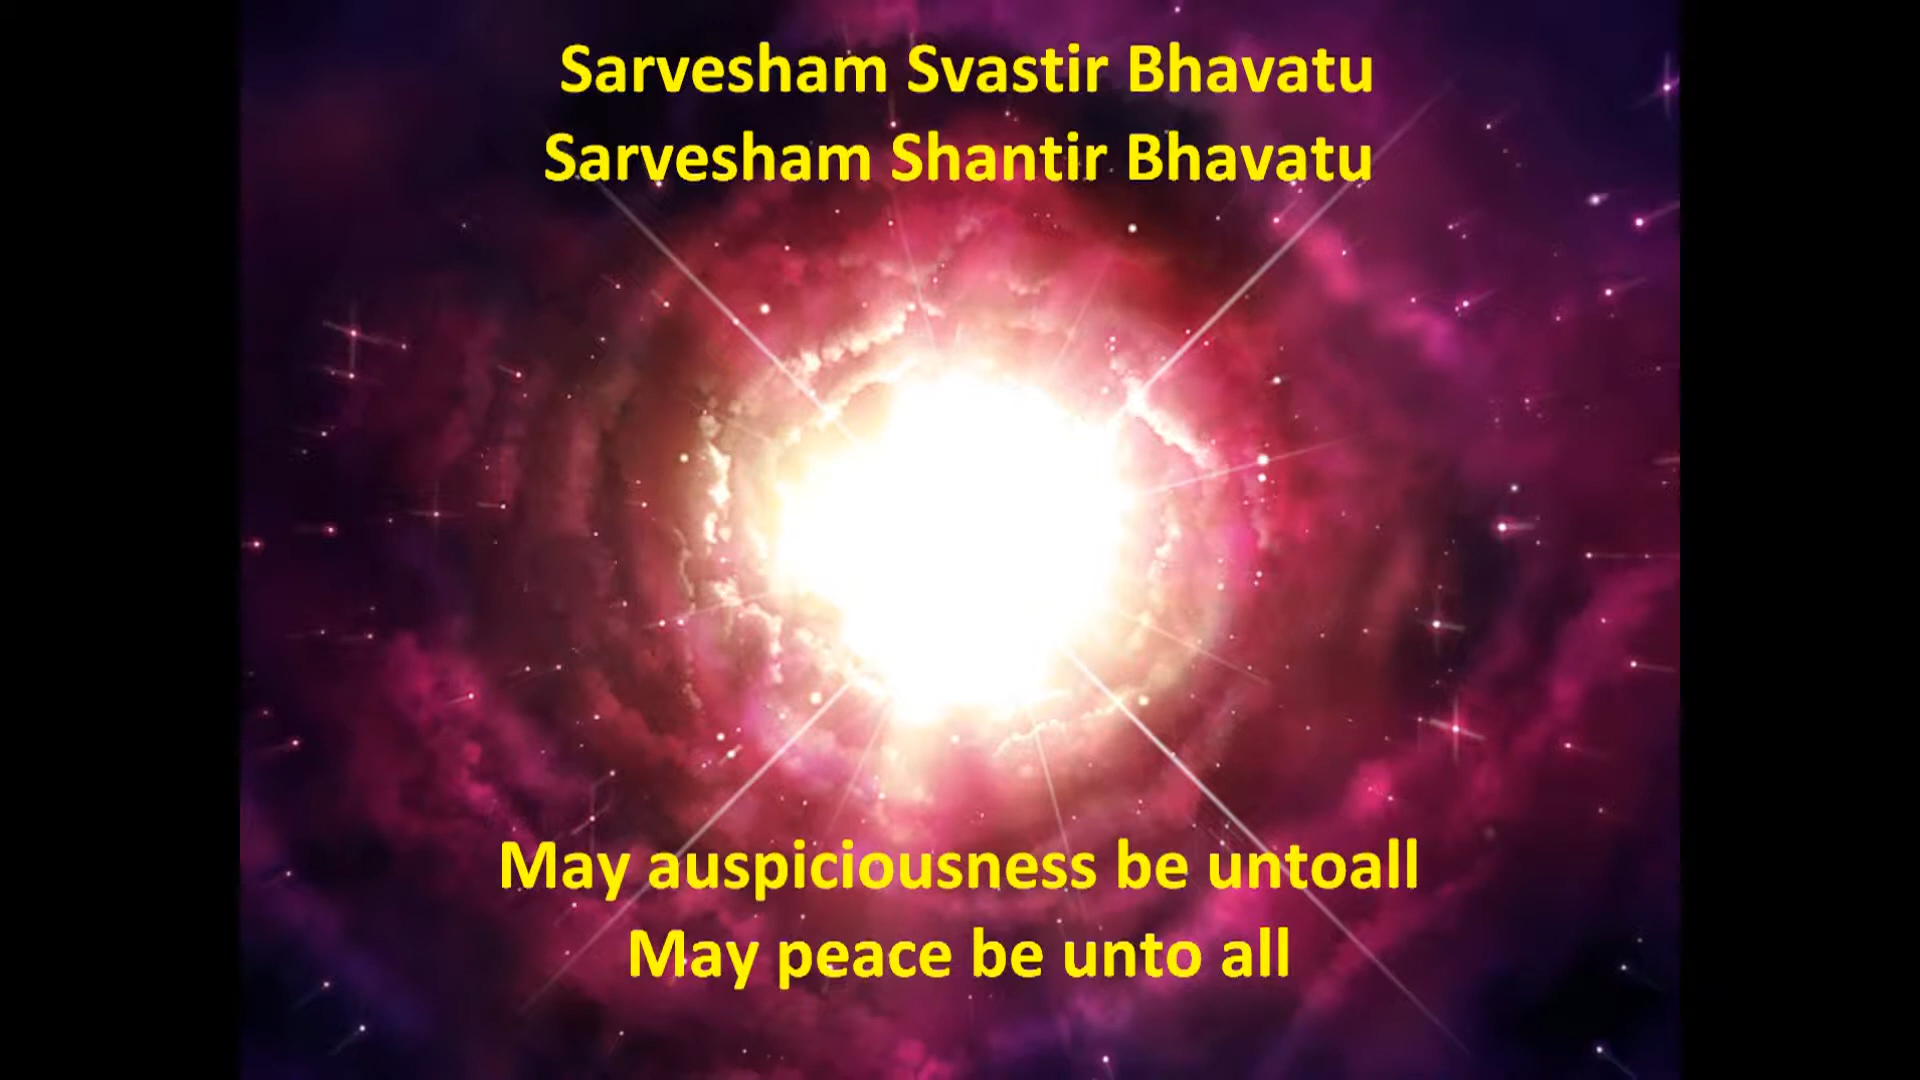 Sarvesham Svastir Bhavatu
Sarvesham Shantir Bhavatu
May auspiciousness be untoall
May peace be unto all